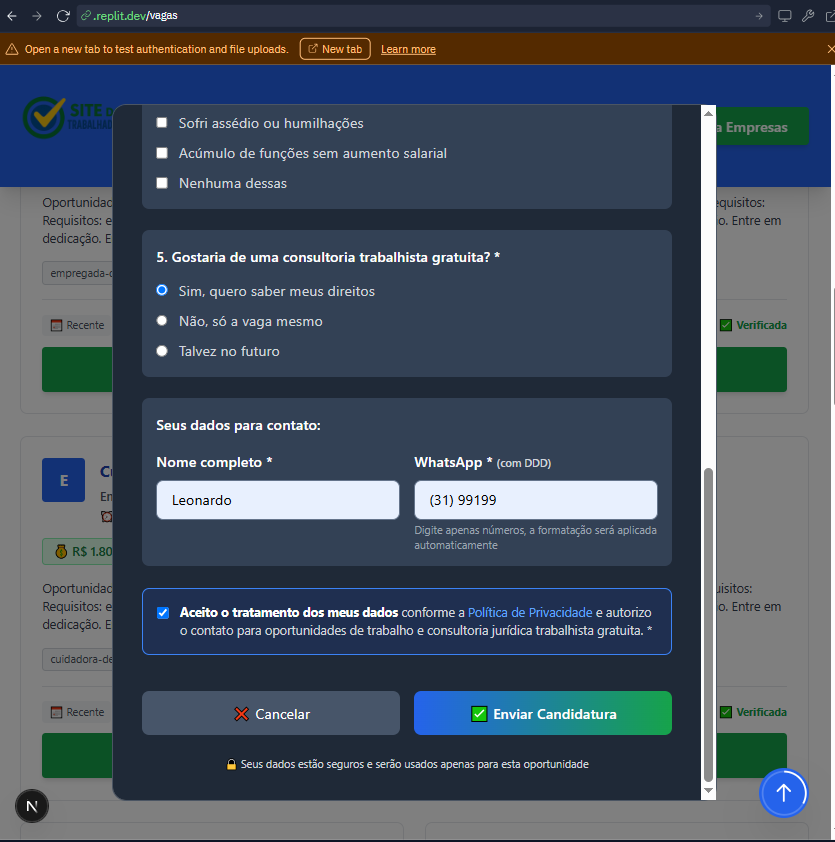 .replit.dev/vagas
Open a new tab to test authentication and file uploads. New tab Learn more
SITE
TRABALHAD
a Empresas
Sofri assédio ou humilhações
Acúmulo de funções sem aumento salarial
Nenhuma dessas
Oportunidad
Requisitos: e
dedicação. E
equisitos:
o. Entre em
empregada-d
5. Gostaria de uma consultoria trabalhista gratuita? *
Sim, quero saber meus direitos
Não, só a vaga mesmo
Talvez no futuro
Recente
Verificada
Seus dados para contato:
Nome completo *
WhatsApp * (com DDD)
Leonardo
(31) 99199
Digite apenas números, a formatação será aplicada
automaticamente
E
C
En
R$ 1.80
Oportunidad
Requisitos: e
dedicação. E
uisitos:
o. Entre em
cuidadora-de
Aceito o tratamento dos meus dados conforme a Política de Privacidade e autorizo
o contato para oportunidades de trabalho e consultoria jurídica trabalhista gratuita. *
Recente
Verificada
Cancelar
Enviar Candidatura
Seus dados estão seguros e serão usados apenas para esta oportunidade
N